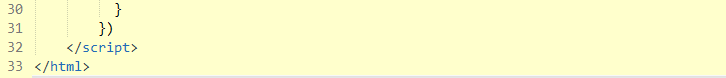 30 }
31 })
32 </script>
33 </html>